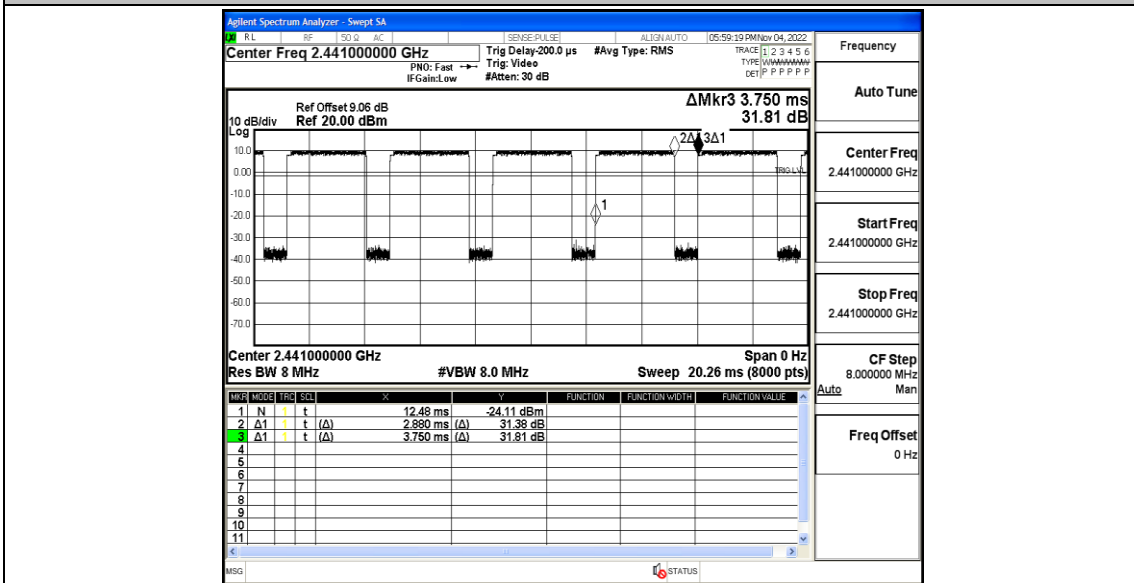 Agilent Spectrum Analyzer - Swept SA
LXI RL RF 50 Ω AC SENSE:PULSE ALIGN AUTO 05:59:19 PM Nov 04, 2022
Center Freq 2.441000000 GHz
PNO: Fast
IFGain:Low
Trig Delay-200.0 µs
Trig: Video
#Atten: 30 dB
#Avg Type: RMS
TRACE 1 2 3 4 5 6
TYPE WWWWWW
DET P P P P P P
ΔMkr3 3.750 ms
31.81 dB
Ref Offset 9.06 dB
10 dB/div Ref 20.00 dBm
Log
10.0
0.00
-10.0
-20.0
-30.0
-40.0
-50.0
-60.0
-70.0
3Δ1
TRIG LVL
1
Center 2.441000000 GHz Span 0 Hz
Res BW 8 MHz #VBW 8.0 MHz Sweep 20.26 ms (8000 pts)
MKR MODE TRC SCL X Y FUNCTION FUNCTION WIDTH FUNCTION VALUE
1 N 1 t 12.48 ms -24.11 dBm
2 Δ1 1 t (Δ) 2.880 ms (Δ) 31.38 dB
3 Δ1 1 t (Δ) 3.750 ms (Δ) 31.81 dB
4
5
6
7
8
9
10
11
MSG STATUS
Frequency
Auto Tune
Center Freq
2.441000000 GHz
Start Freq
2.441000000 GHz
Stop Freq
2.441000000 GHz
CF Step
8.000000 MHz
Auto Man
Freq Offset
0 Hz